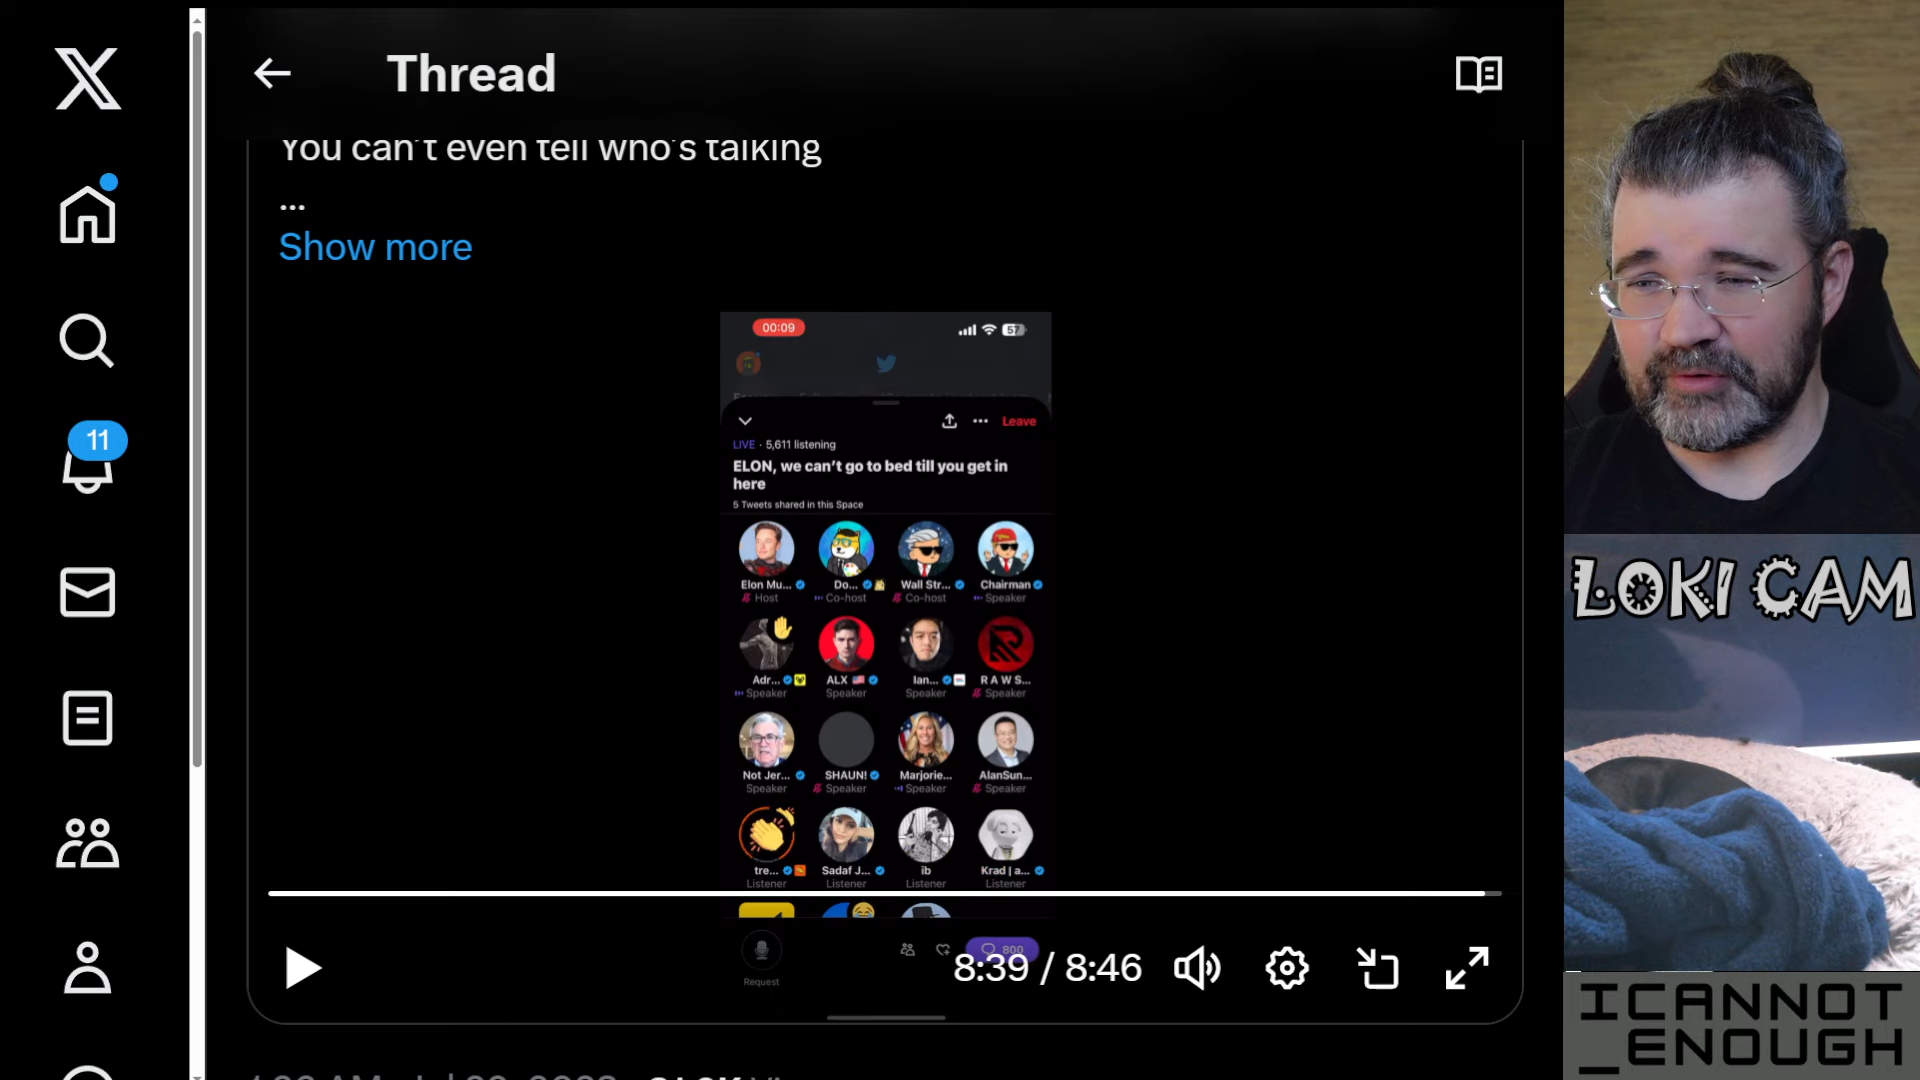 Thread
You can't even tell who's talking
...
Show more
11
00:09
57
Leave
LIVE · 5,611 listening
ELON, we can't go to bed till you get in
here
5 Tweets shared in this Space
Elon Mu... Do... Wall Str... Chairman
Host Co-host Co-host Speaker
Adr... ALX Ian... R A W S...
Speaker Speaker Speaker Speaker
Not Jer... SHAUN! Marjorie... AlanSun...
Speaker Speaker Speaker Speaker
tre... Sadaf J... ib Krad | a...
Listener Listener Listener Listener
800
Request
8:39 / 8:46
LOKI CAM
ICANNOT
_ENOUGH